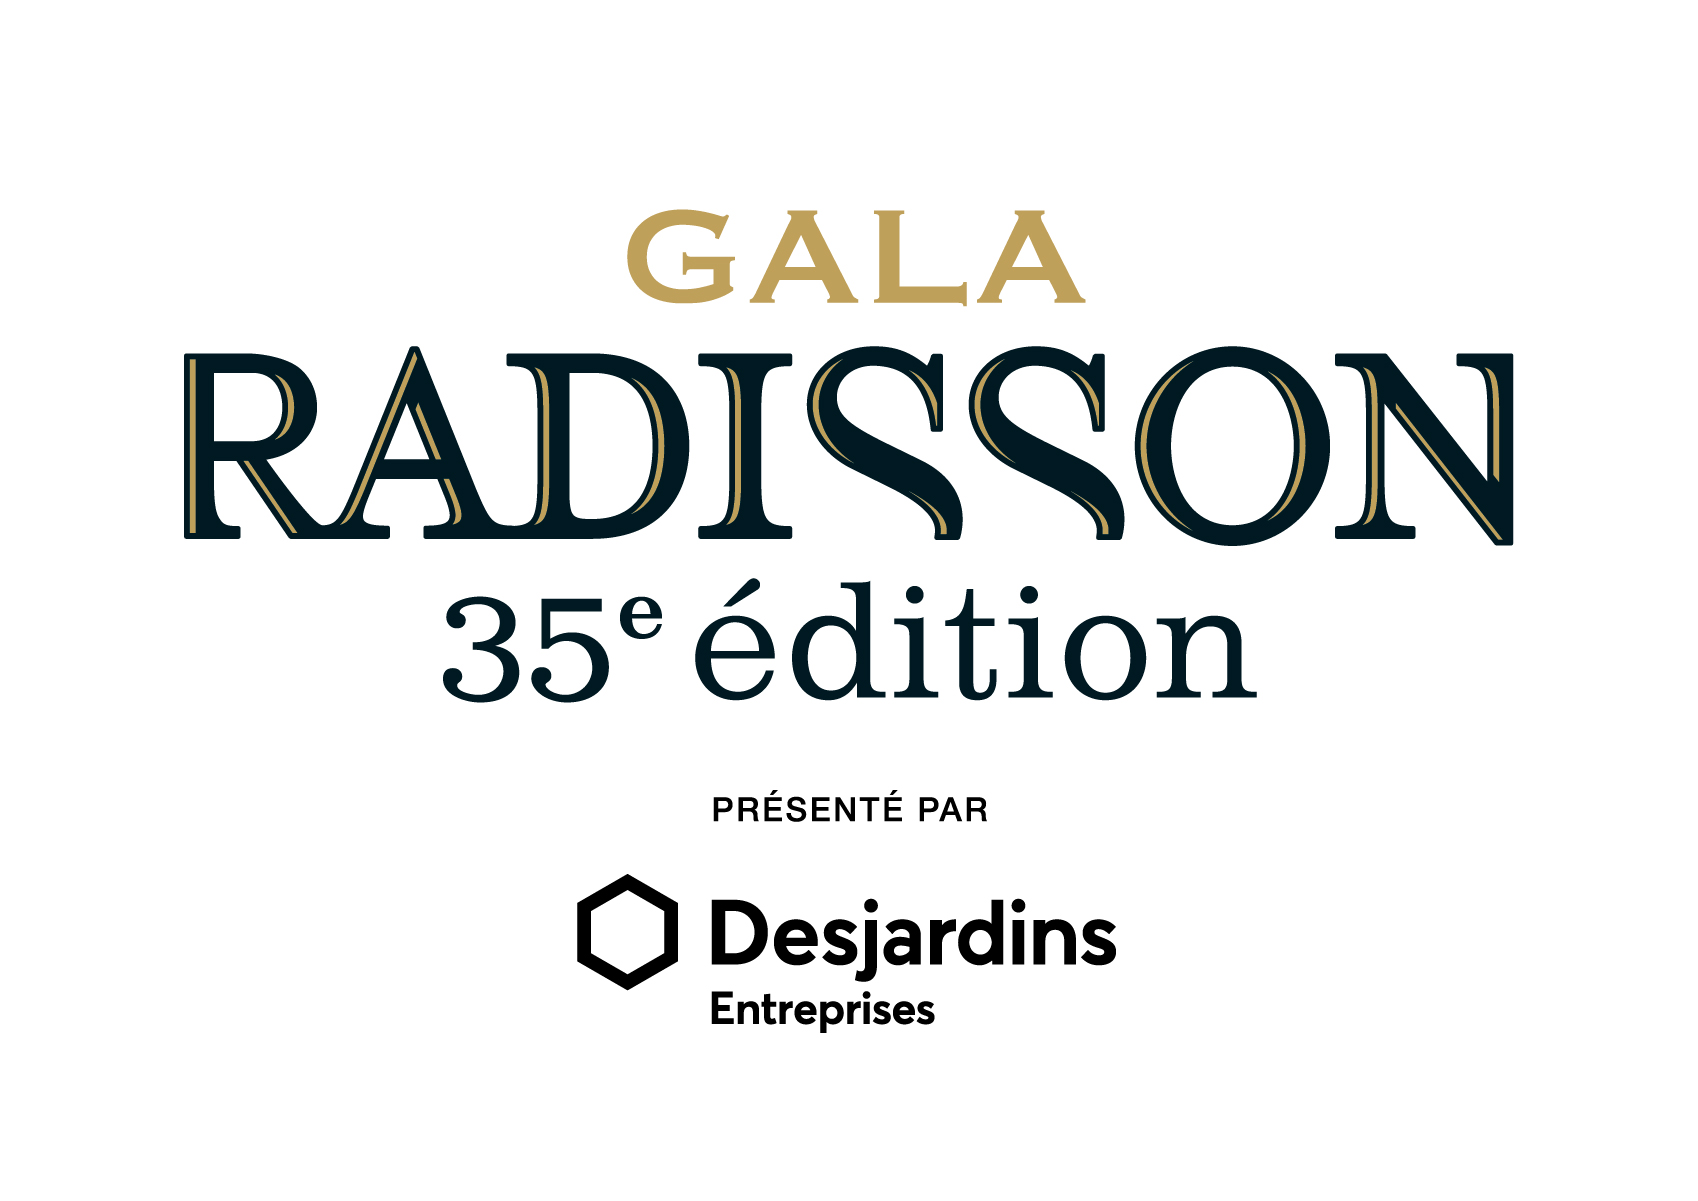 GALA
RADISSON
35e édition
PRÉSENTÉ PAR
Desjardins
Entreprises